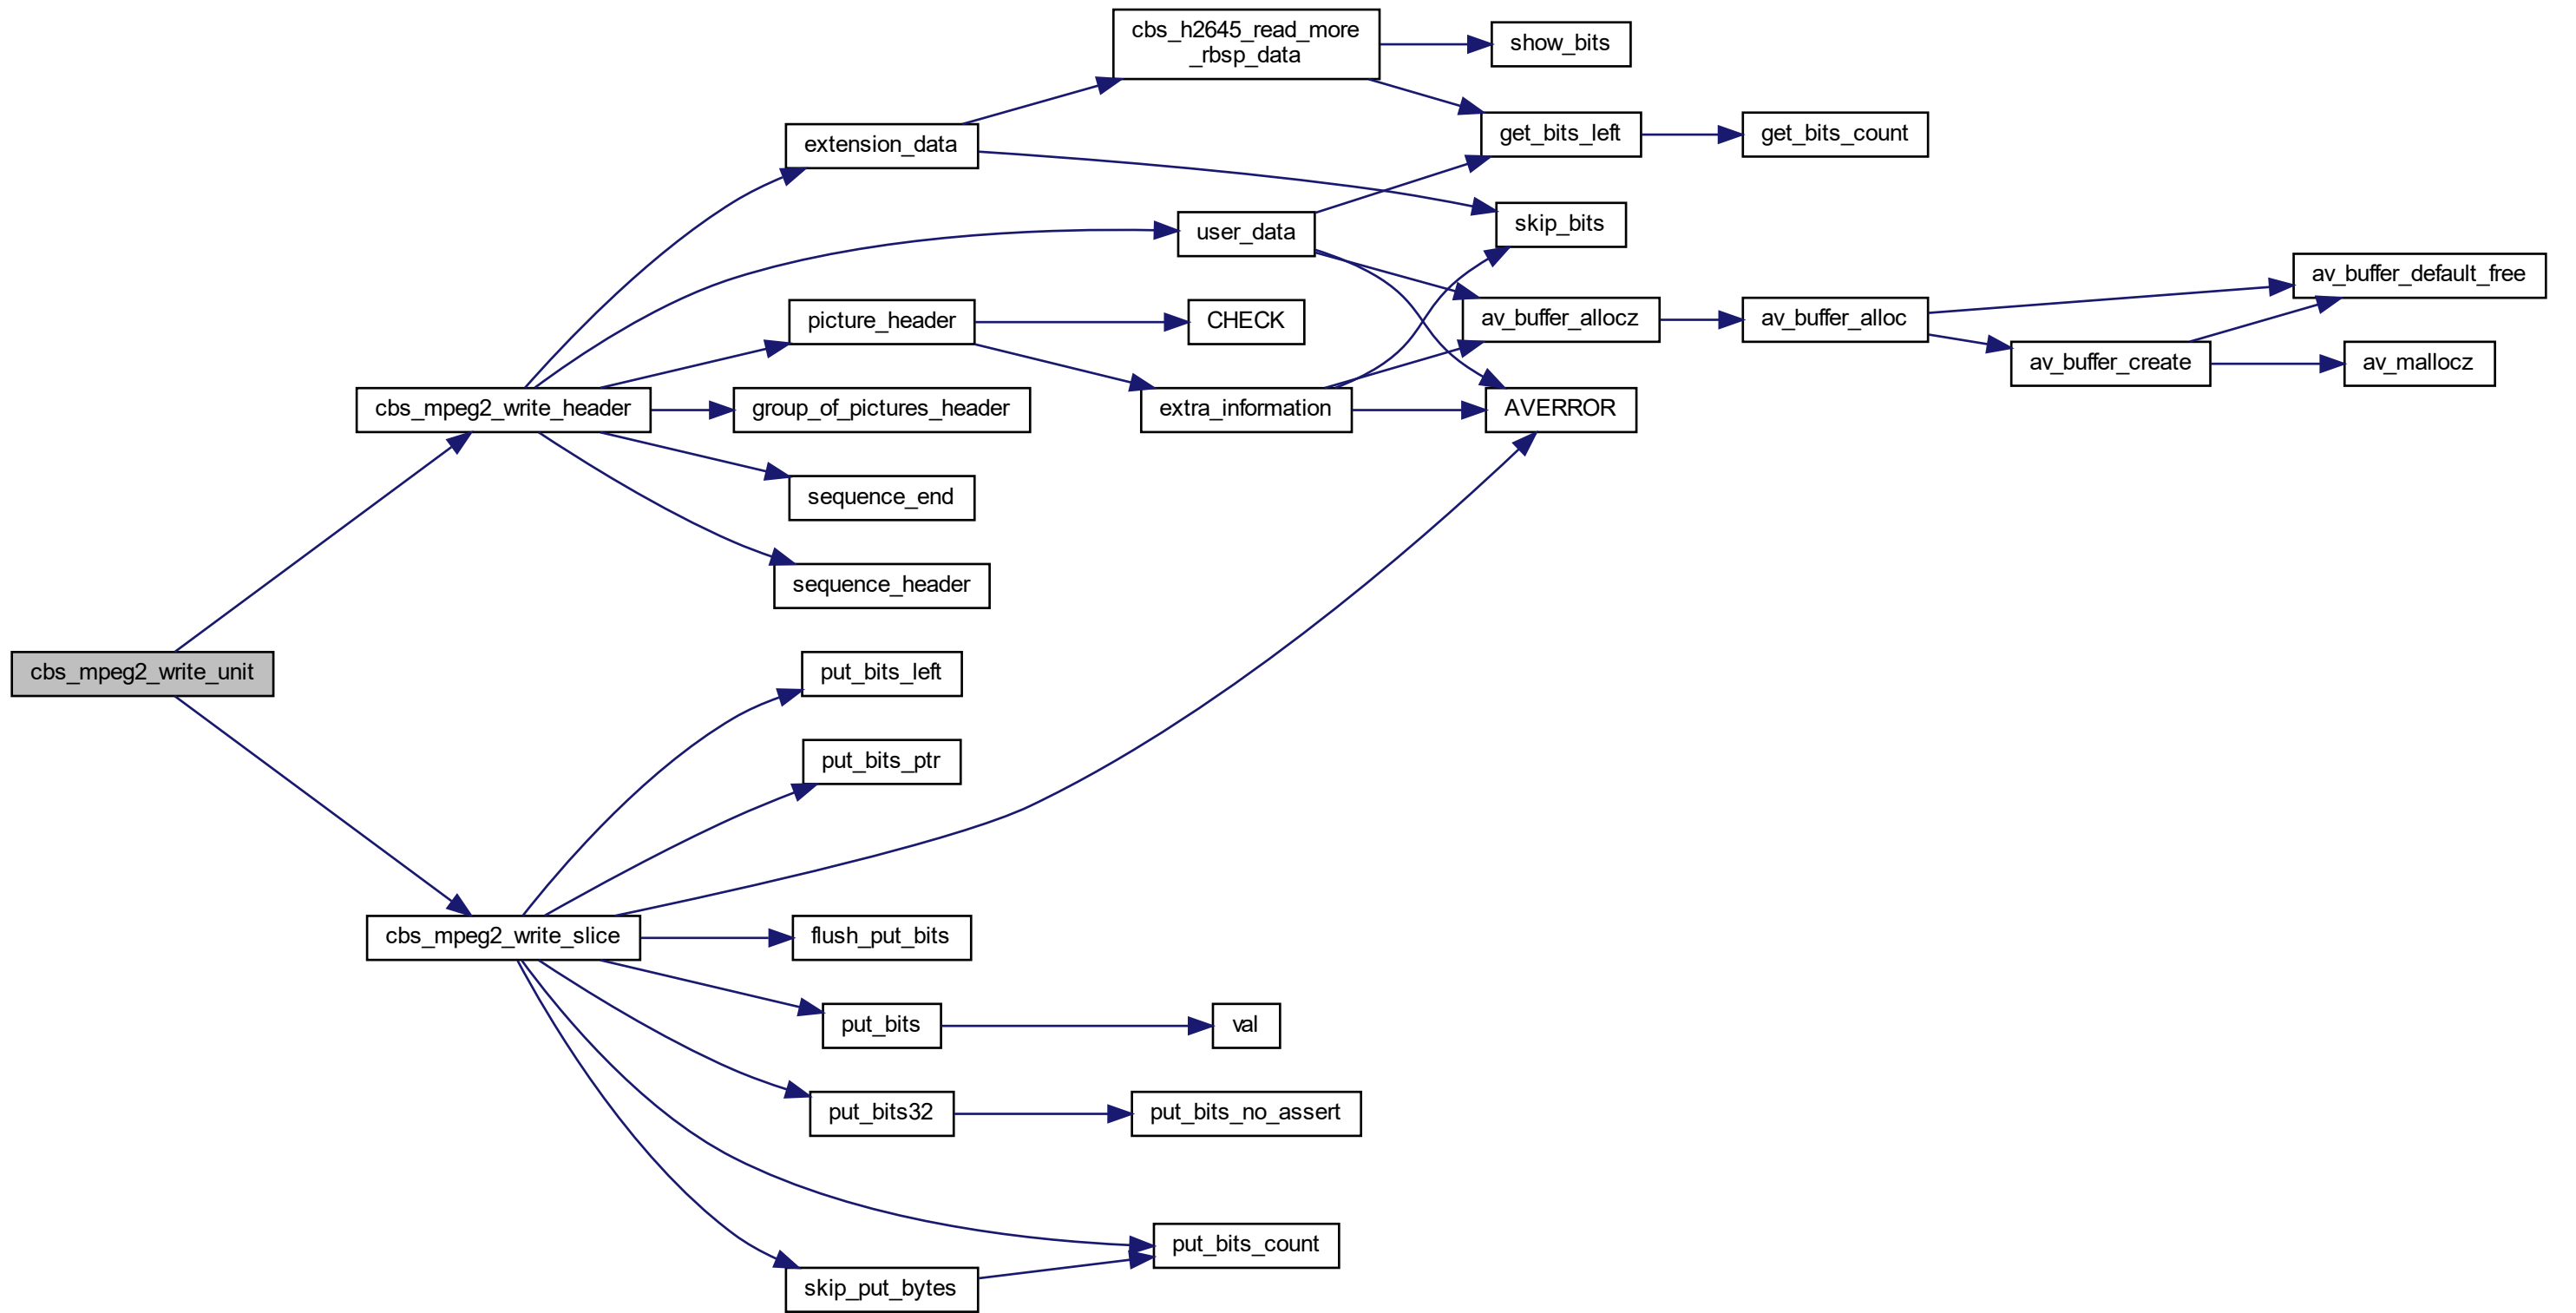 cbs_h2645_read_more
_rbsp_data
show_bits
extension_data
get_bits_left
get_bits_count
user_data
skip_bits
picture_header
CHECK
av_buffer_allocz
av_buffer_alloc
av_buffer_default_free
av_buffer_create
av_mallocz
cbs_mpeg2_write_header
group_of_pictures_header
extra_information
AVERROR
sequence_end
sequence_header
cbs_mpeg2_write_unit
put_bits_left
put_bits_ptr
cbs_mpeg2_write_slice
flush_put_bits
put_bits
val
put_bits32
put_bits_no_assert
put_bits_count
skip_put_bytes